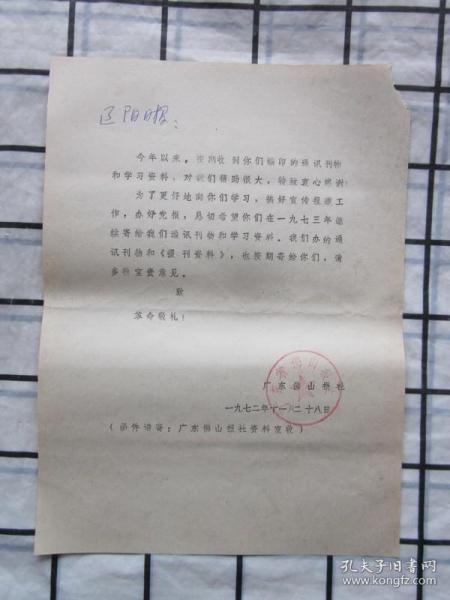 辽阳日报：
今年以来，按期收到你们编印的通讯刊物
和学习资料，对我们帮助很大，特致衷心感谢！
为了更好地向你们学习，搞好宣传报道工
作，办好党报，恳切希望你们在一九七三年继
续寄给我们通讯刊物和学习资料。我们办的通
讯刊物和《报刊资料》，也按期寄给你们，请
多提宝贵意见。
致
革命敬礼！
广东佛山报社
一九七二年十一月二十八日
（函件请寄：广东佛山报社资料室收）
孔夫子旧书网
www.kongfz.com